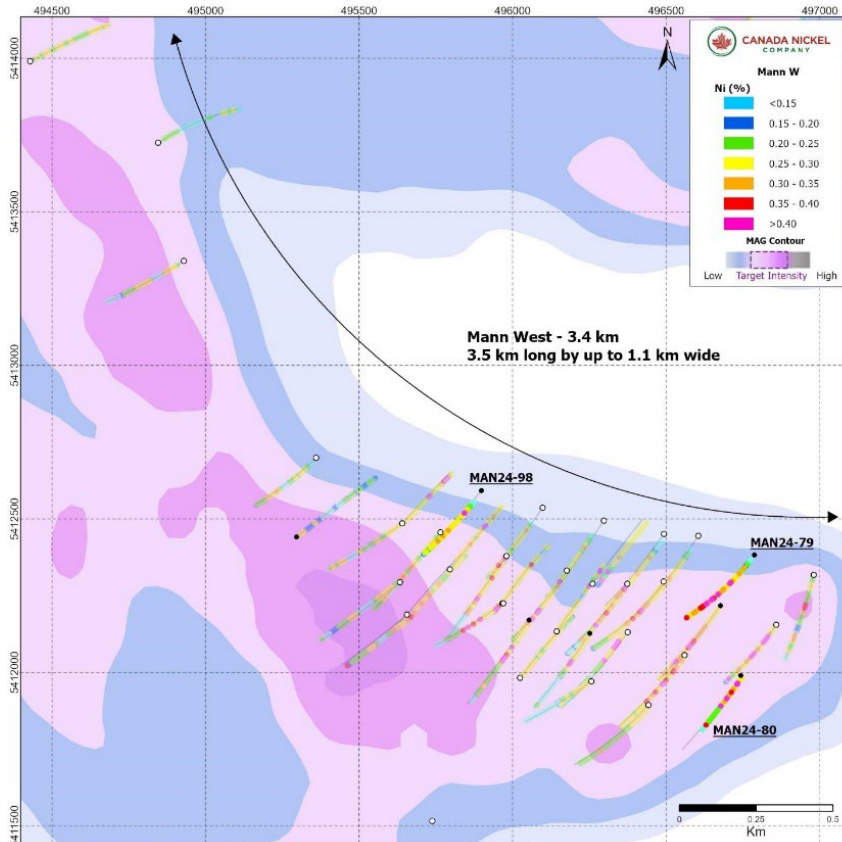 494500 495000 495500 496000 496500 497000
5414000
5413500
5413000
5412500
5412000
5411500
N
CANADA NICKEL
COMPANY
Mann W
Ni (%)
<0.15
0.15 - 0.20
0.20 - 0.25
0.25 - 0.30
0.30 - 0.35
0.35 - 0.40
>0.40
MAG Contour
Low Target Intensity High
Mann West - 3.4 km
3.5 km long by up to 1.1 km wide
MAN24-98
MAN24-79
MAN24-80
0 0.25 0.5
Km